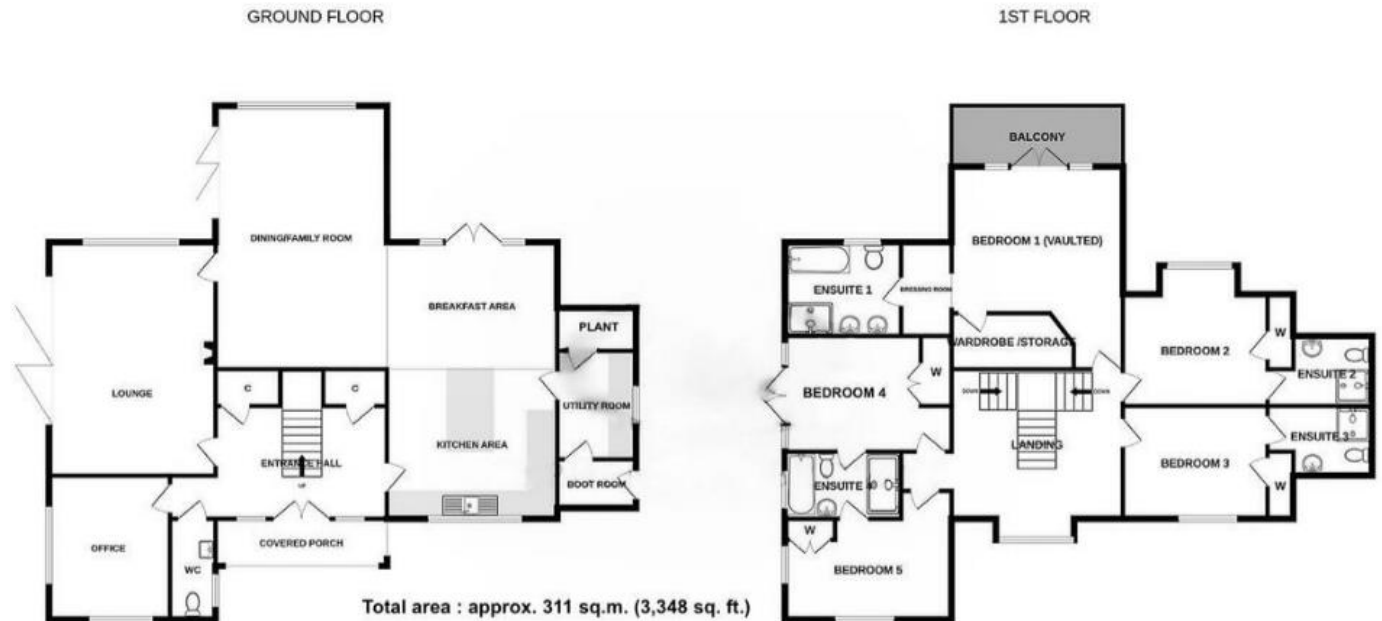 GROUND FLOOR
DINING/FAMILY ROOM
BREAKFAST AREA
PLANT
LOUNGE
C
C
UTILITY ROOM
KITCHEN AREA
ENTRANCE HALL
UP
BOOT ROOM
OFFICE
WC
COVERED PORCH
1ST FLOOR
BALCONY
BEDROOM 1 (VAULTED)
ENSUITE 1
DRESSING ROOM
WARDROBE /STORAGE
BEDROOM 2
W
ENSUITE 2
BEDROOM 4
W
DOWN
DOWN
LANDING
ENSUITE 3
BEDROOM 3
W
ENSUITE 4
W
BEDROOM 5
Total area : approx. 311 sq.m. (3,348 sq. ft.)